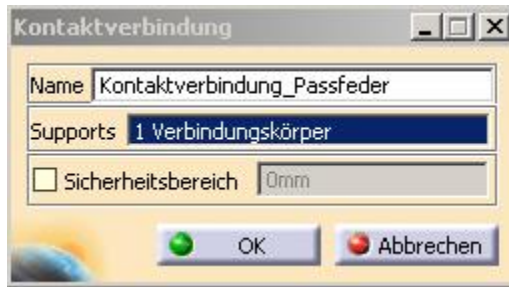 Kontaktverbindung
Name Kontaktverbindung_Passfeder
Supports 1 Verbindungskörper
Sicherheitsbereich 0mm
OK Abbrechen